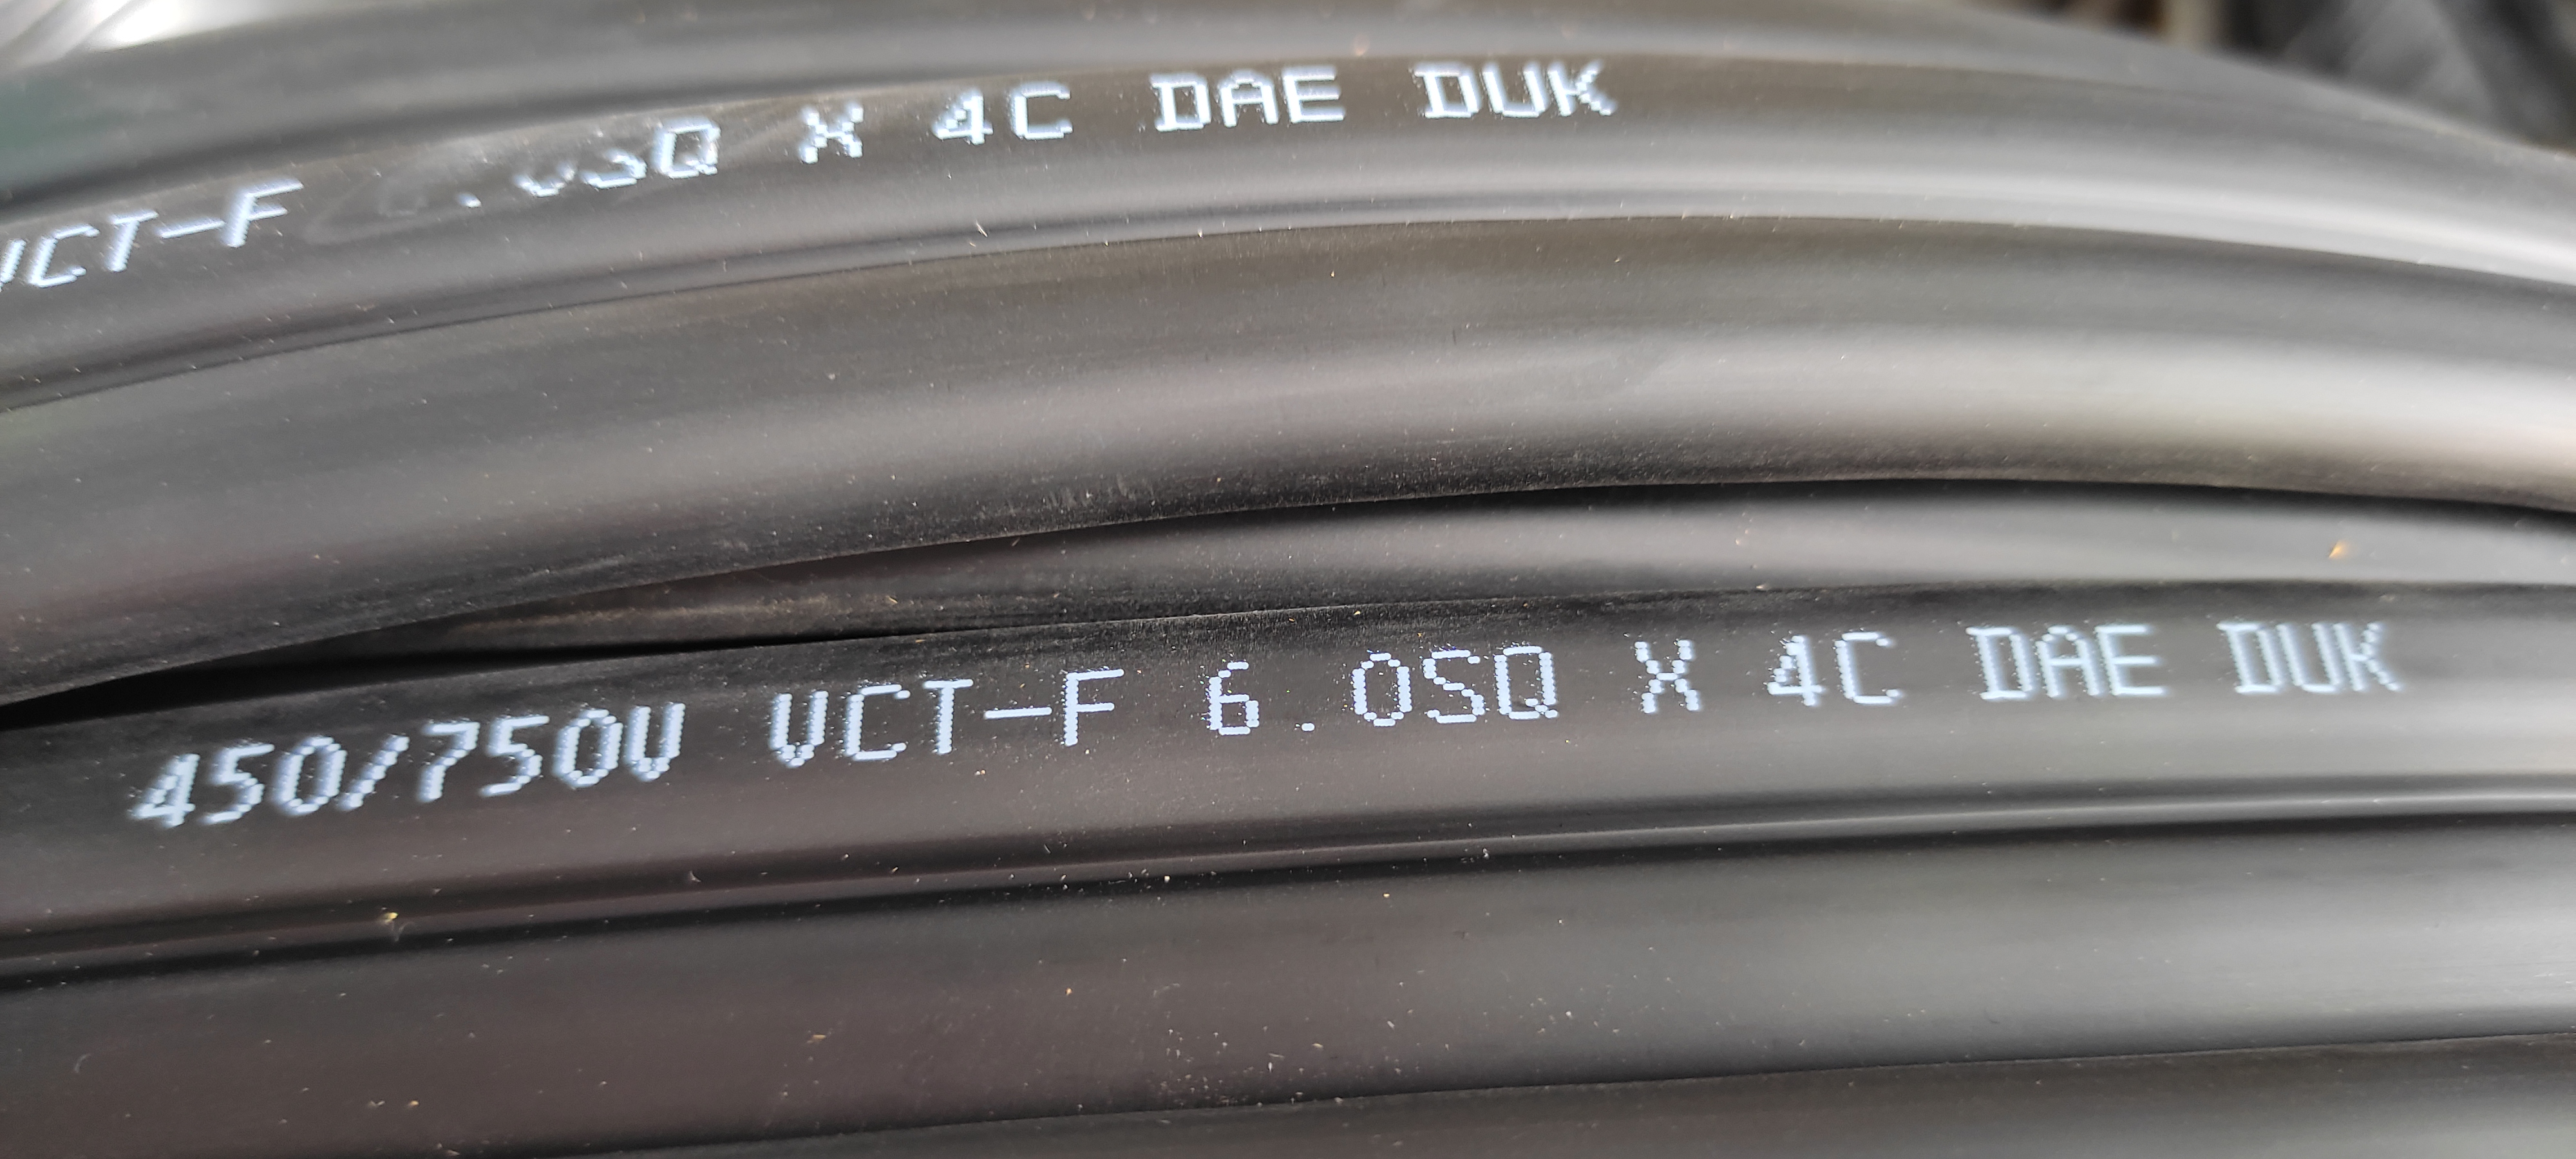 VCT-F SQ X 4C DAE DUK
450/750V VCT-F 6.0SQ X 4C DAE DUK